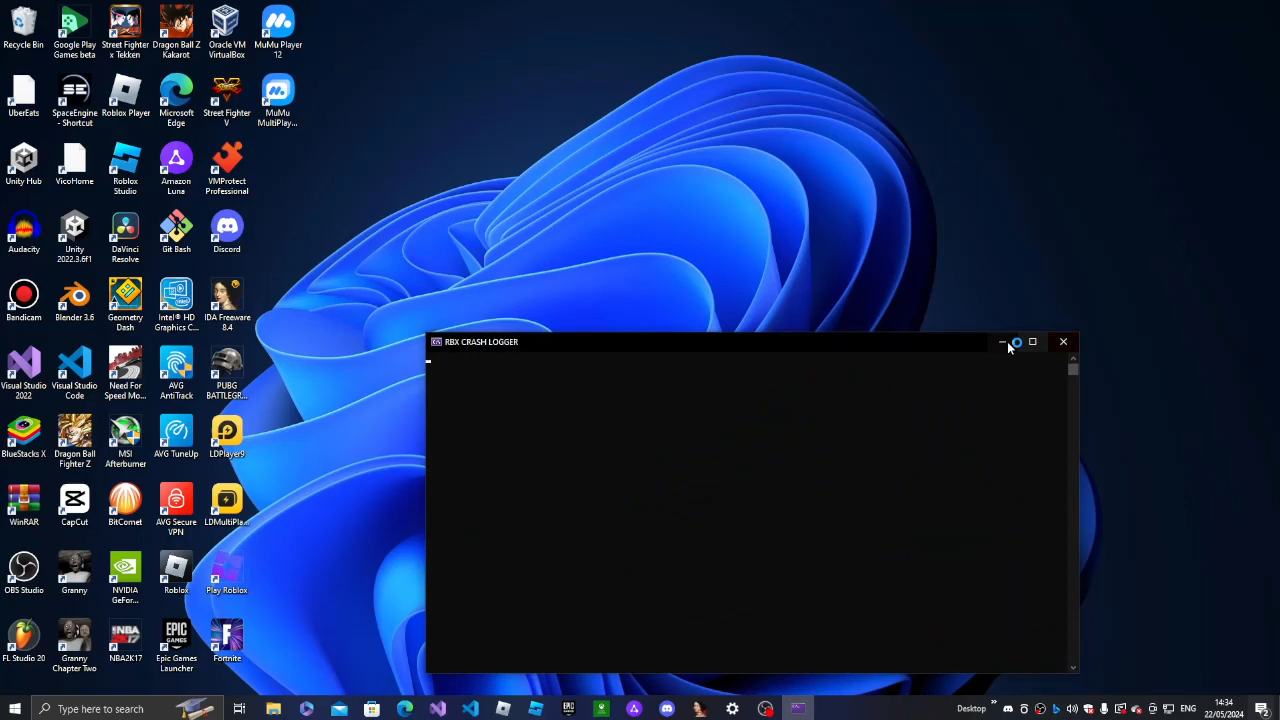 Recycle Bin
Google Play
Games beta
Street Fighter
x Tekken
Dragon Ball Z
Kakarot
Oracle VM
VirtualBox
MuMu Player
12
UberEats
SpaceEngine
- Shortcut
Roblox Player
Microsoft
Edge
Street Fighter
V
MuMu
MultiPlay...
Unity Hub
VicoHome
Roblox
Studio
Amazon
Luna
VMProtect
Professional
Audacity
Unity
2022.3.6f1
DaVinci
Resolve
Git Bash
Discord
Bandicam
Blender 3.6
Geometry
Dash
Intel® HD
Graphics C...
IDA Freeware
8.4
Visual Studio
2022
Visual Studio
Code
Need For
Speed Mo...
AVG
AntiTrack
PUBG
BATTLEGR...
BlueStacks X
Dragon Ball
Fighter Z
MSI
Afterburner
AVG TuneUp
LDPlayer9
WinRAR
CapCut
BitComet
AVG Secure
VPN
LDMultiPla...
OBS Studio
Granny
NVIDIA
GeFor...
Roblox
Play Roblox
FL Studio 20
Granny
Chapter Two
NBA2K17
Epic Games
Launcher
Fortnite
RBX CRASH LOGGER
Type here to search
Desktop
ENG
14:34
22/05/2024